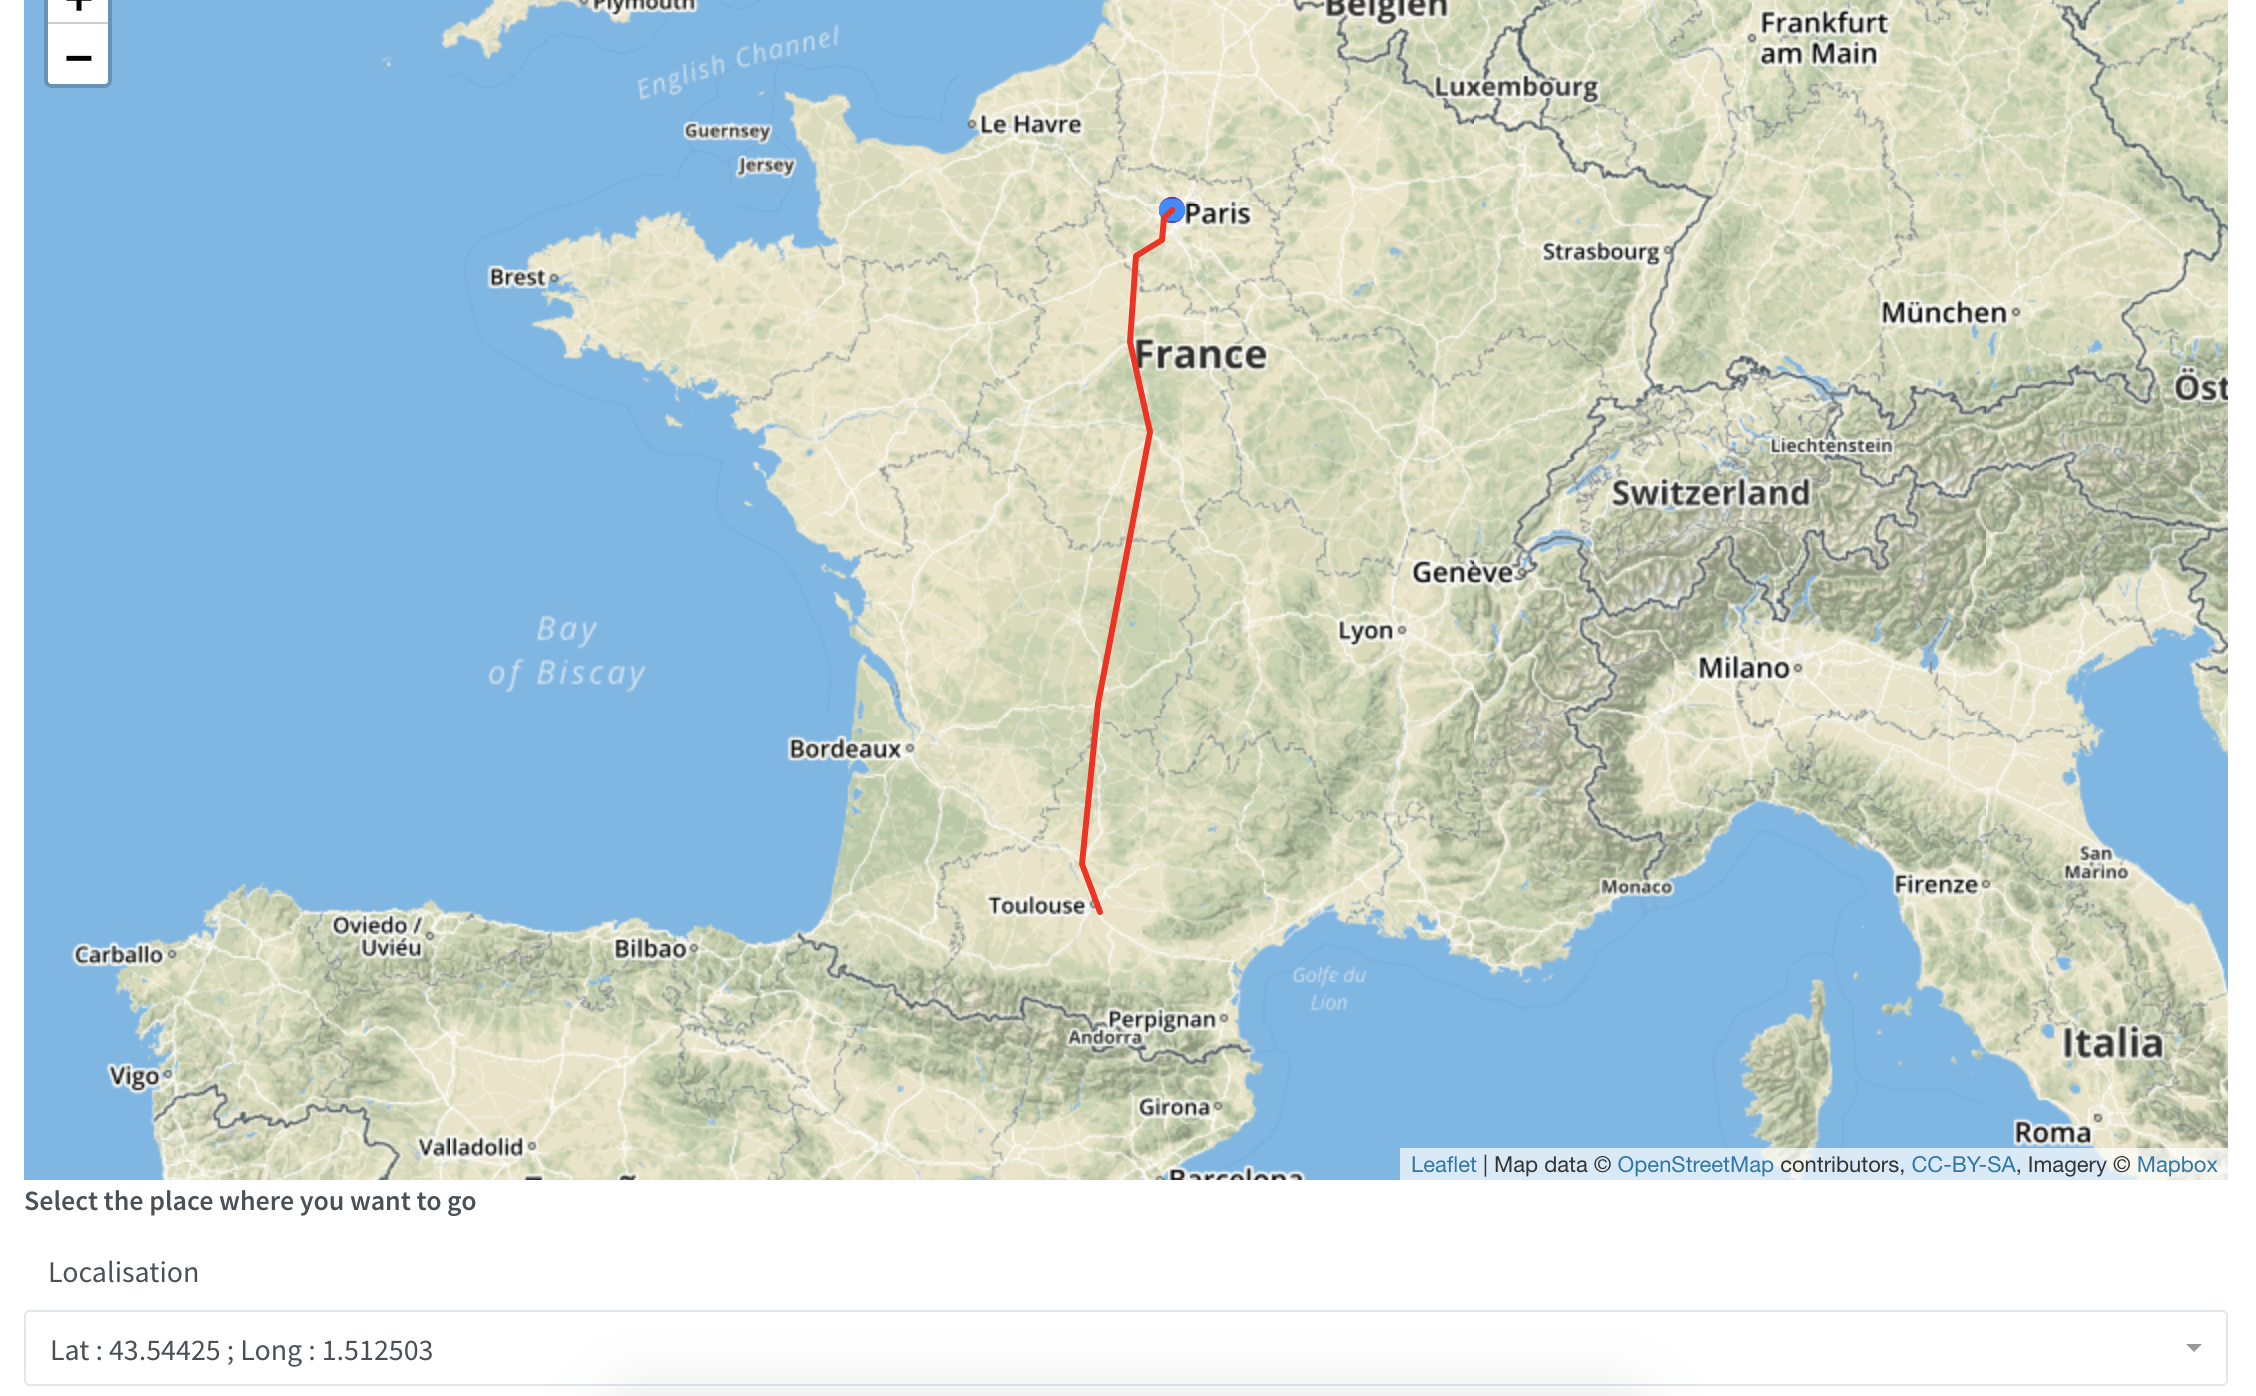 +
Plymouth
Belgien
Frankfurt
am Main
English Channel
Luxembourg
Le Havre
Guernsey
Jersey
Paris
Strasbourg
Brest
München
France
Öst
Liechtenstein
Switzerland
Genève
Bay
of Biscay
Lyon
Milano
Bordeaux
San
Marino
Monaco
Firenze
Toulouse
Oviedo /
Uviéu
Bilbao
Carballo
Golfe du
Lion
Perpignan
Andorra
Italia
Vigo
Girona
Roma
Valladolid
Leaflet | Map data © OpenStreetMap contributors, CC-BY-SA, Imagery © Mapbox
Barcelona
Select the place where you want to go
Localisation
Lat : 43.54425 ; Long : 1.512503